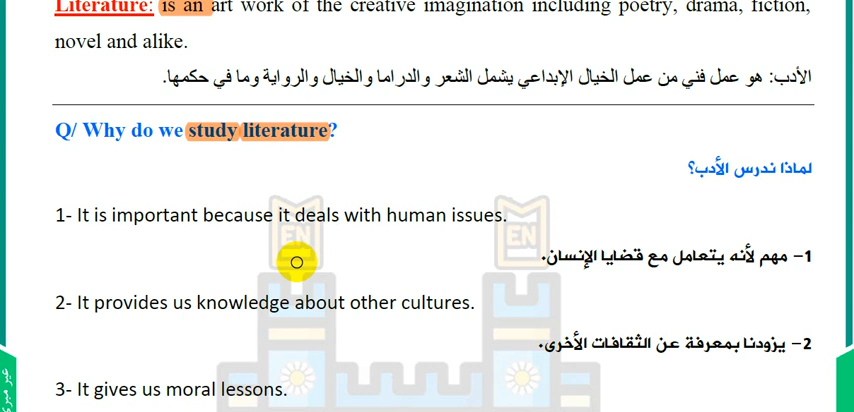 Literature: is an art work of the creative imagination including poetry, drama, fiction,
novel and alike.
الأدب: هو عمل فني من عمل الخيال الإبداعي يشمل الشعر والدراما والخيال والرواية وما في حكمها.
Q/ Why do we study literature?
لماذا ندرس الأدب؟
1- It is important because it deals with human issues.
1– مهم لأنه يتعامل مع قضايا الإنسان.
2- It provides us knowledge about other cultures.
2– يزودنا بمعرفة عن الثقافات الأخرى.
3- It gives us moral lessons.
EN
EN